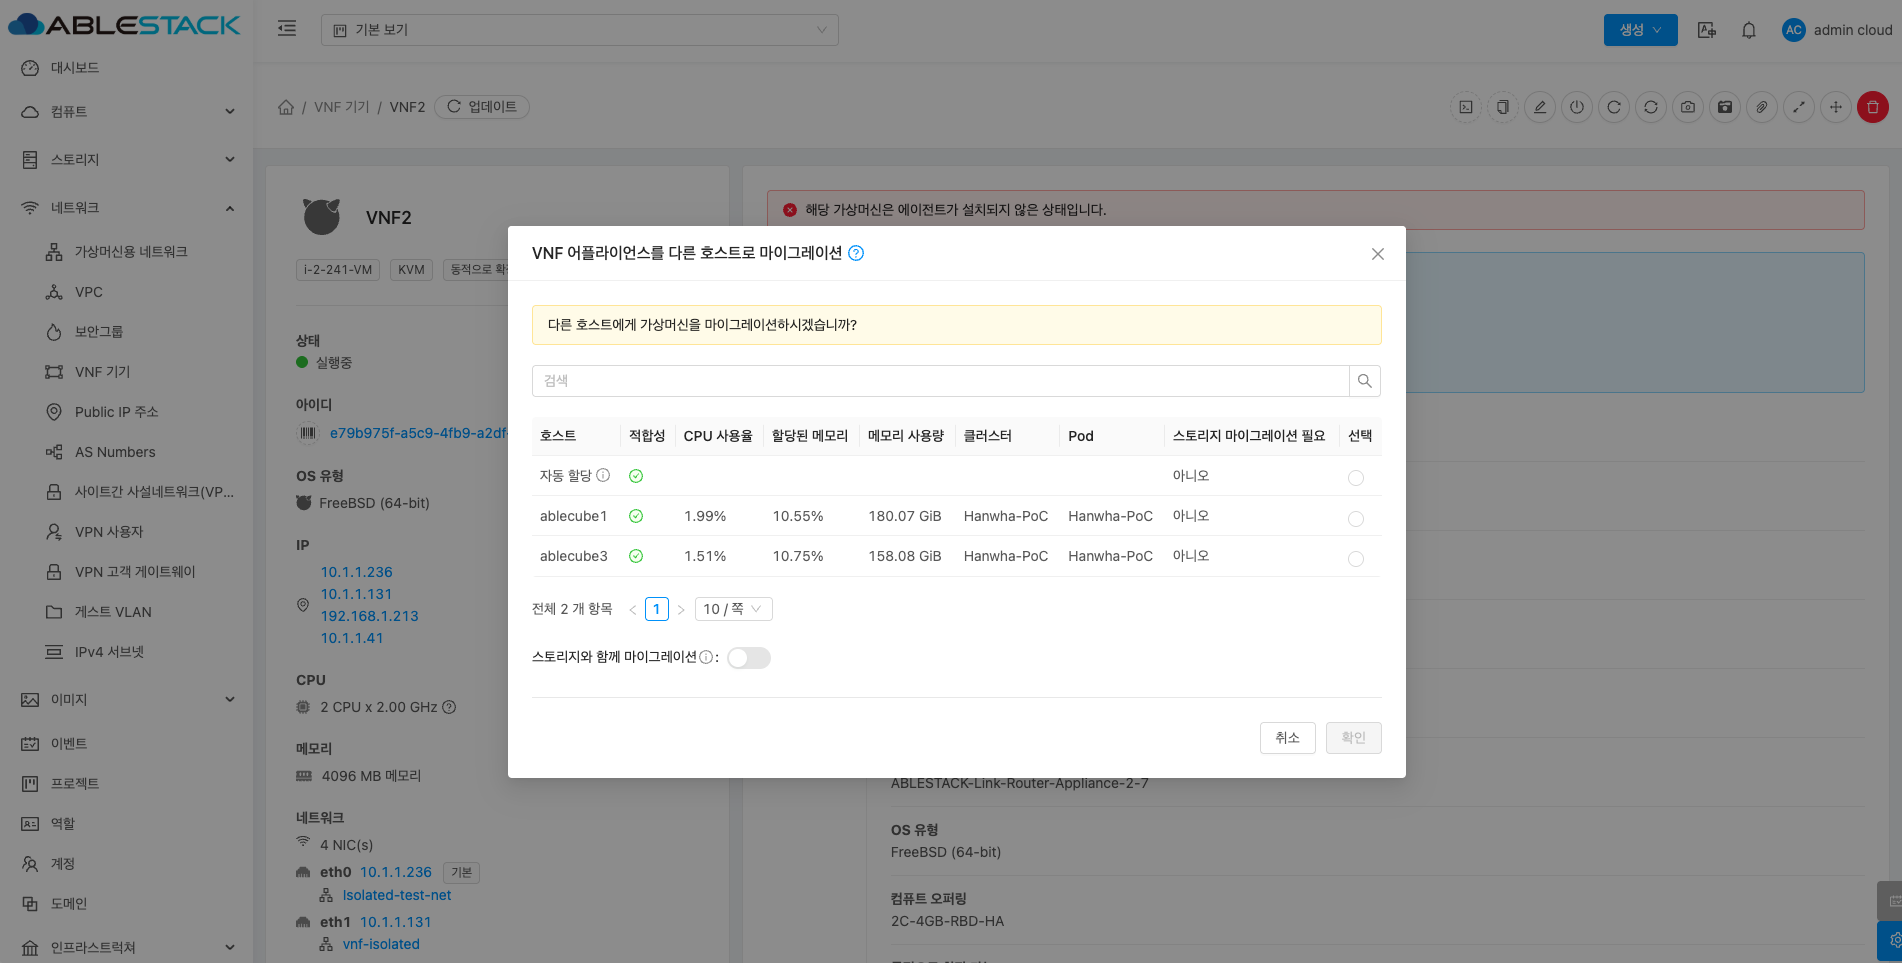 ABLESTACK
기본 보기
생성
AC
admin cloud
대시보드
컴퓨트
스토리지
네트워크
가상머신용 네트워크
VPC
보안그룹
VNF 기기
Public IP 주소
AS Numbers
사이트간 사설네트워크(VP...
VPN 사용자
VPN 고객 게이트웨이
게스트 VLAN
IPv4 서브넷
이미지
이벤트
프로젝트
역할
계정
도메인
인프라스트럭쳐
/ VNF 기기 / VNF2
업데이트
VNF2
i-2-241-VM
KVM
동적으로
상태
실행중
아이디
e79b975f-a5c9-4fb9-a2df-
OS 유형
FreeBSD (64-bit)
IP
10.1.1.236
10.1.1.131
192.168.1.213
10.1.1.41
CPU
2 CPU x 2.00 GHz
메모리
4096 MB 메모리
네트워크
4 NIC(s)
eth0 10.1.1.236 기본
Isolated-test-net
eth1 10.1.1.131
vnf-isolated
해당 가상머신은 에이전트가 설치되지 않은 상태입니다.
VNF 어플라이언스를 다른 호스트로 마이그레이션
다른 호스트에게 가상머신을 마이그레이션하시겠습니까?
검색
호스트 적합성 CPU 사용율 할당된 메모리 메모리 사용량 클러스터 Pod 스토리지 마이그레이션 필요 선택
자동 할당 아니오
ablecube1 1.99% 10.55% 180.07 GiB Hanwha-PoC Hanwha-PoC 아니오
ablecube3 1.51% 10.75% 158.08 GiB Hanwha-PoC Hanwha-PoC 아니오
전체 2 개 항목 < 1 > 10 / 쪽
스토리지와 함께 마이그레이션 :
취소
확인
ABLESTACK-Link-Router-Appliance-2-7
OS 유형
FreeBSD (64-bit)
컴퓨트 오퍼링
2C-4GB-RBD-HA